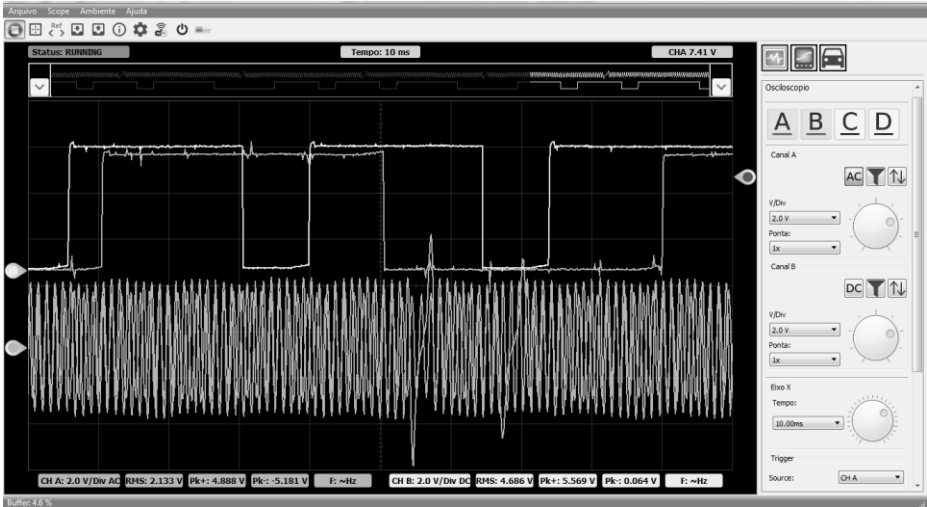 Arquivo Scope Ambiente Ajuda
Ref
Status: RUNNING
Tempo: 10 ms
CHA 7.41 V
Osciloscopio
A B C D
Canal A
AC
V/Div
2.0 V
Ponta:
1x
Canal B
DC
V/Div
2.0 V
Ponta:
1x
Eixo X
Tempo:
10.00ms
Trigger
Source:
CH A
CH A: 2.0 V/Div AC RMS: 2.133 V Pk+: 4.888 V Pk-: -5.181 V F: ~Hz
CH B: 2.0 V/Div DC RMS: 4.686 V Pk+: 5.569 V Pk-: 0.064 V F: ~Hz
Buffer: 4.6 %